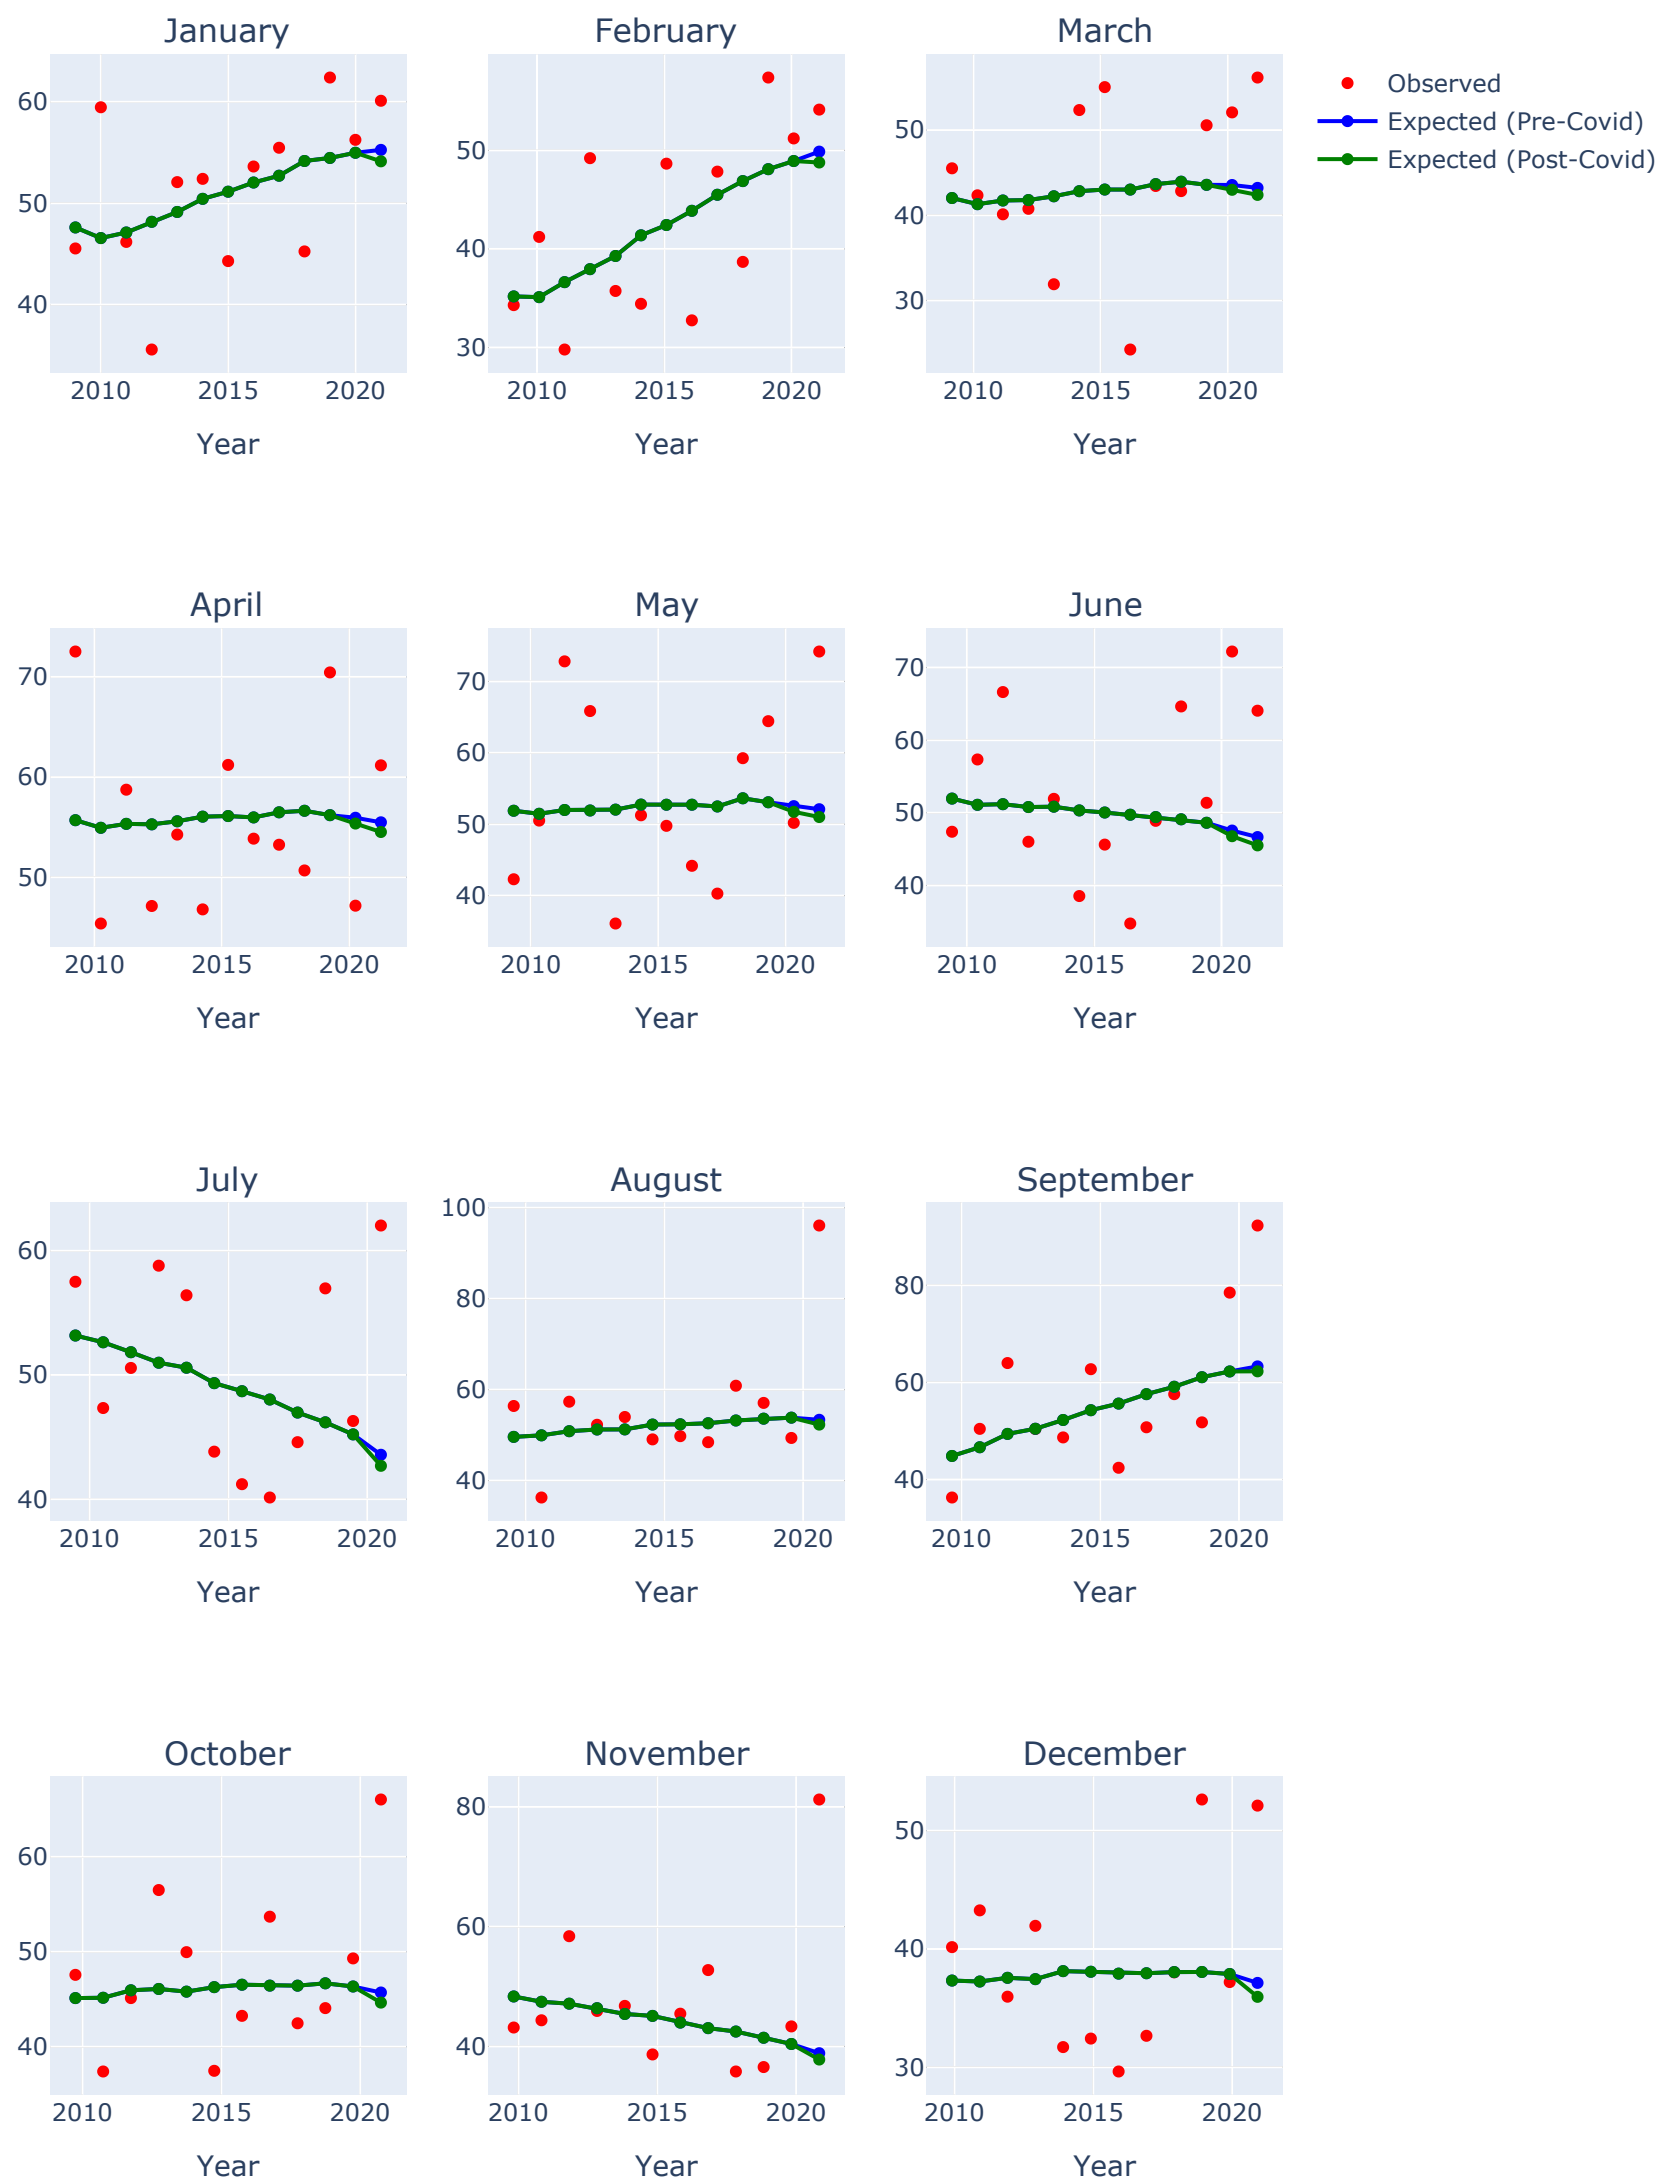 January
60
50
40
2010 2015 2020
Year
February
50
40
30
2010 2015 2020
Year
March
50
40
30
2010 2015 2020
Year
Observed
Expected (Pre-Covid)
Expected (Post-Covid)
April
70
60
50
2010 2015 2020
Year
May
70
60
50
40
2010 2015 2020
Year
June
70
60
50
40
2010 2015 2020
Year
July
60
50
40
2010 2015 2020
Year
August
100
80
60
40
2010 2015 2020
Year
September
80
60
40
2010 2015 2020
Year
October
60
50
40
2010 2015 2020
Year
November
80
60
40
2010 2015 2020
Year
December
50
40
30
2010 2015 2020
Year